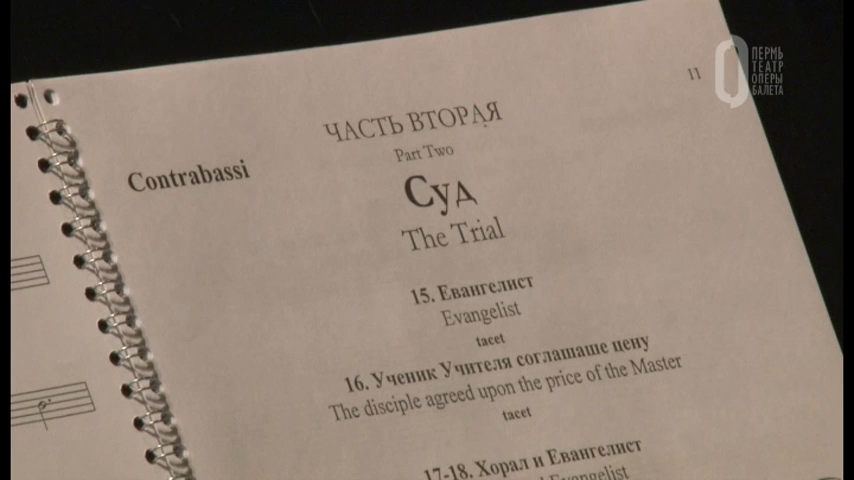 ПЕРМЬ
ТЕАТР
ОПЕРЫ
БАЛЕТА
11
ЧАСТЬ ВТОРАЯ
Part Two
Contrabassi
Суд
The Trial
15. Евангелист
Evangelist
tacet
16. Ученик Учителя соглашаше цену
The disciple agreed upon the price of the Master
tacet
17-18. Хорал и Евангелист
Evangelist